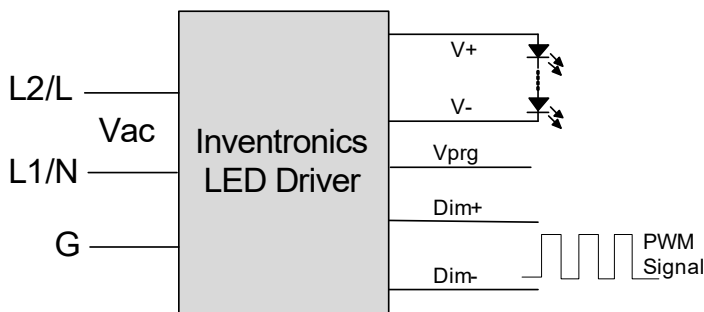 L2/L
Vac
L1/N
G
Inventronics
LED Driver
V+
V-
Vprg
Dim+
Dim-
PWM
Signal